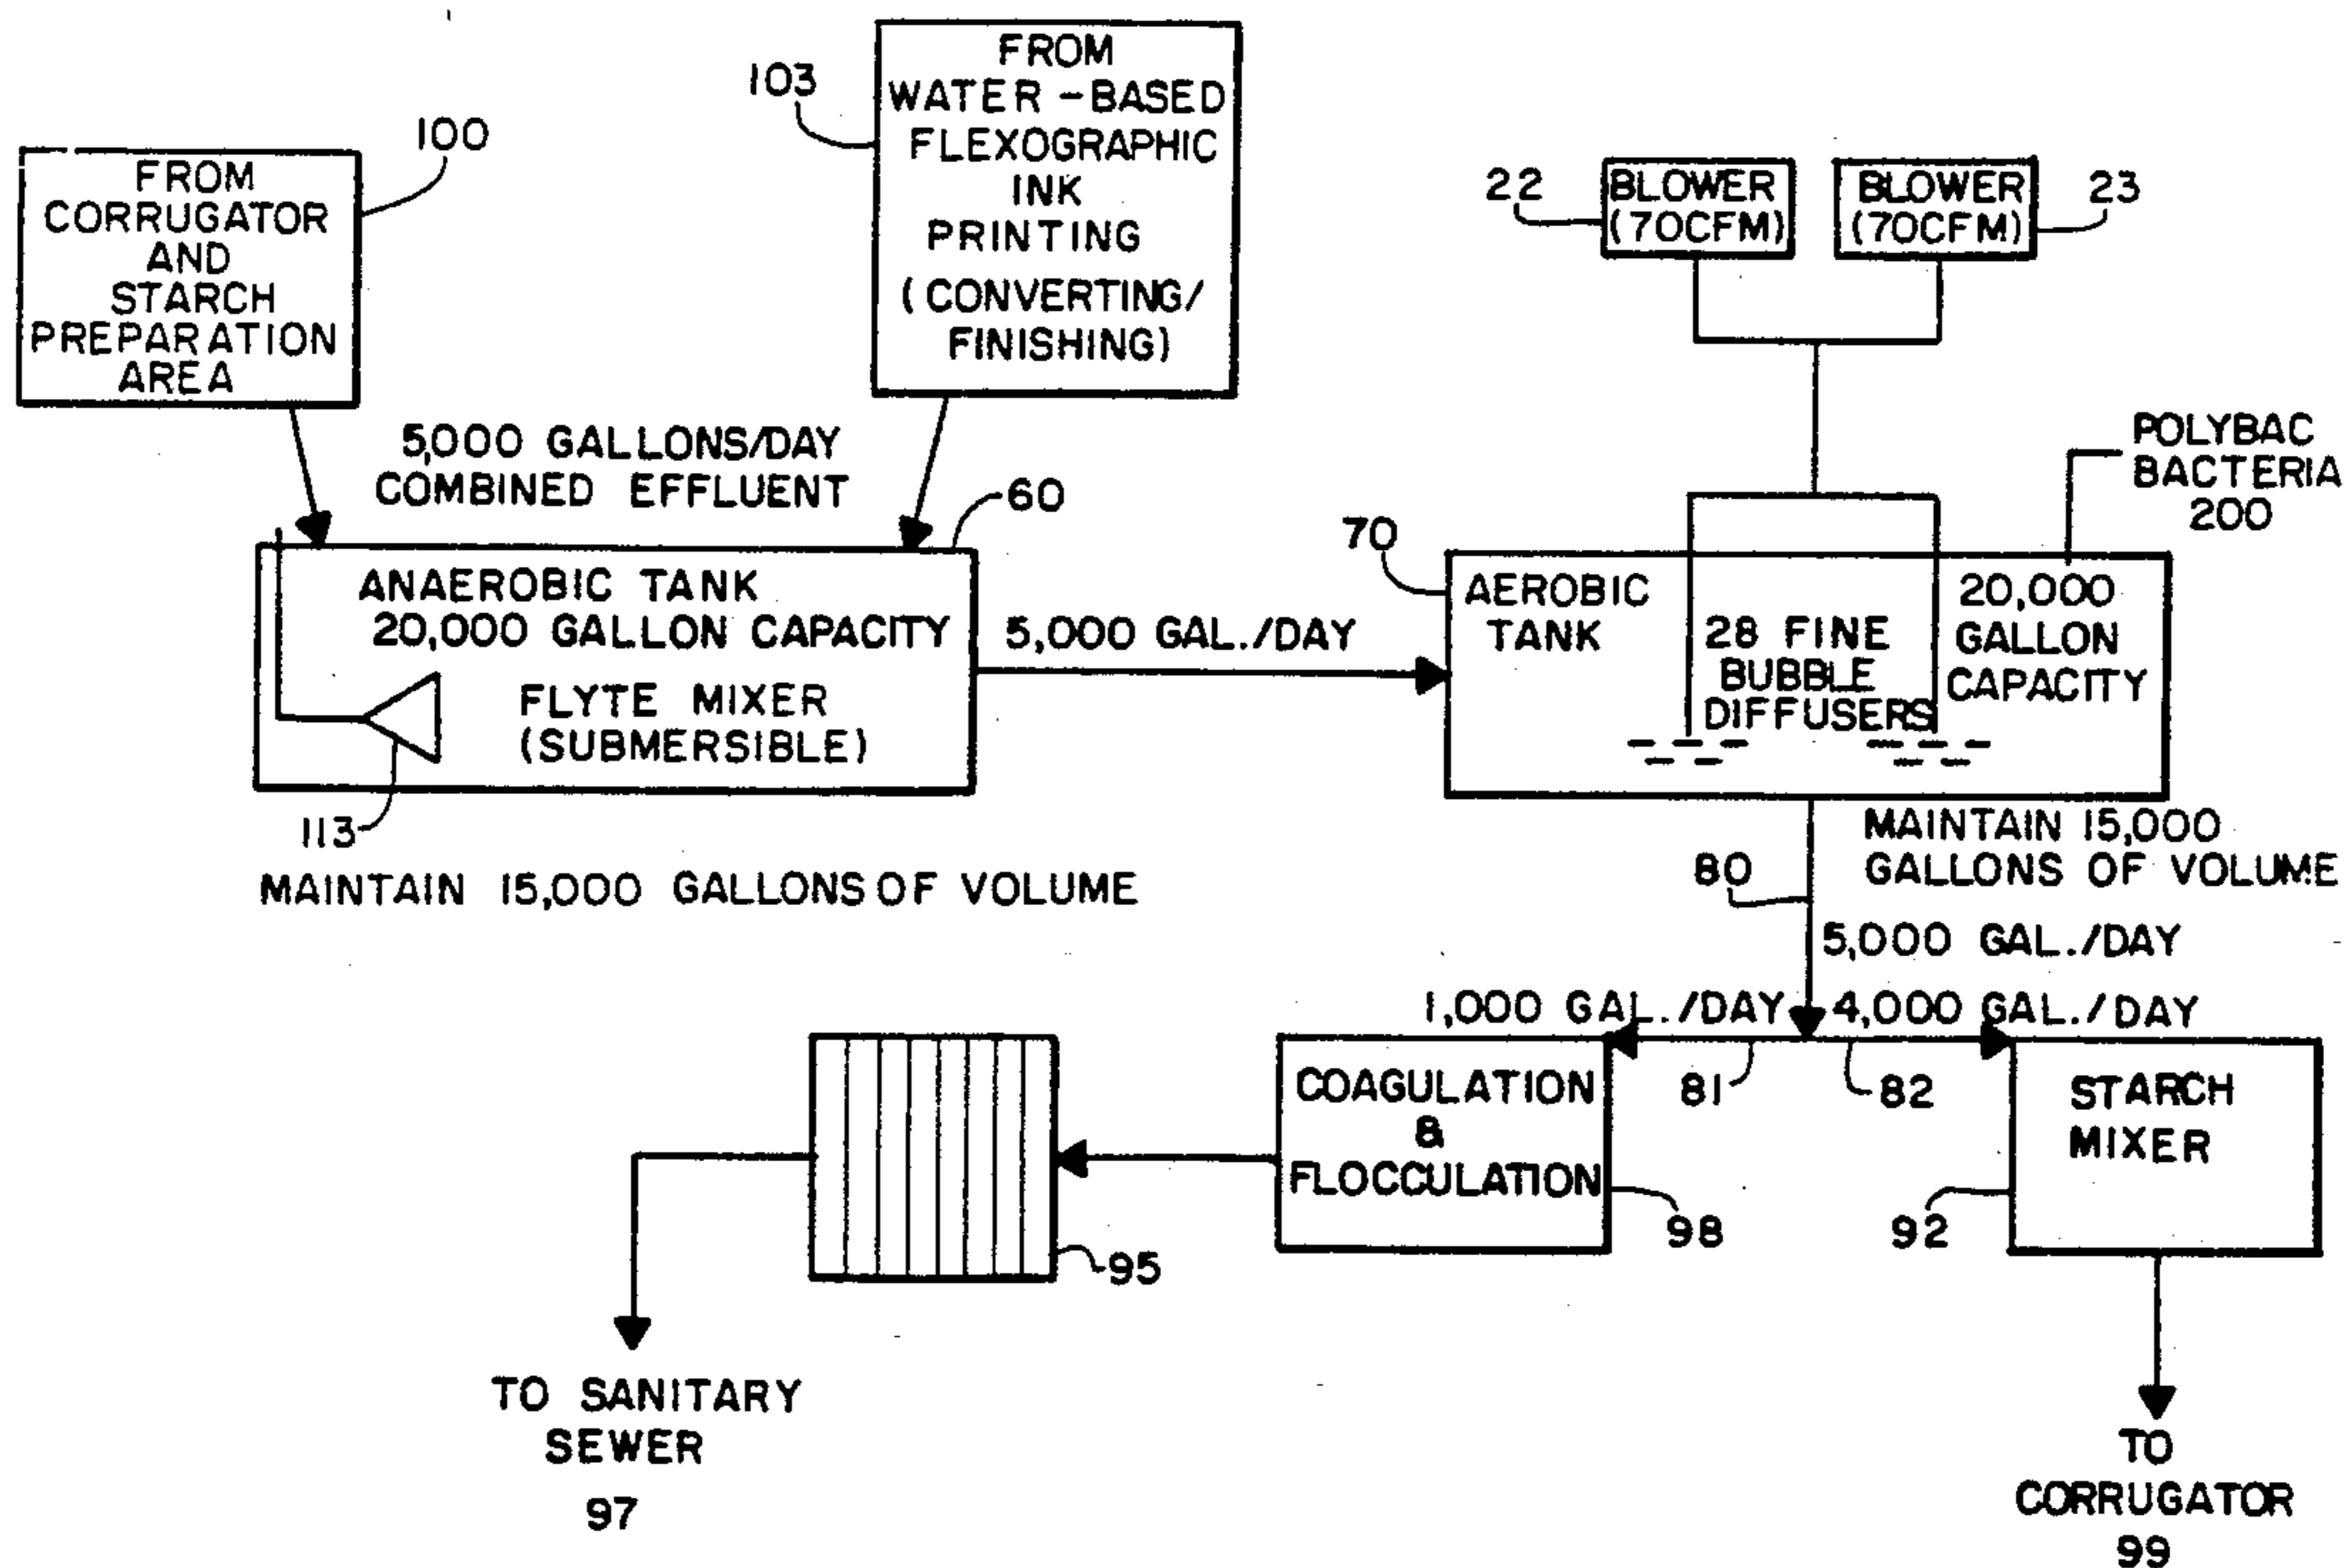 100
FROM
CORRUGATOR
AND
STARCH
PREPARATION
AREA
103
FROM
WATER-BASED
FLEXOGRAPHIC
INK
PRINTING
(CONVERTING/
FINISHING)
22
BLOWER
(70CFM)
BLOWER
(70CFM)
23
5,000 GALLONS/DAY
COMBINED EFFLUENT
60
ANAEROBIC TANK
20,000 GALLON CAPACITY
FLYTE MIXER
(SUBMERSIBLE)
113
MAINTAIN 15,000 GALLONS OF VOLUME
5,000 GAL./DAY
POLYBAC
BACTERIA
200
70
AEROBIC
TANK
28 FINE
BUBBLE
DIFFUSERS
20,000
GALLON
CAPACITY
MAINTAIN 15,000
GALLONS OF VOLUME
80
5,000 GAL./DAY
1,000 GAL./DAY
4,000 GAL./DAY
81
82
COAGULATION
&
FLOCCULATION
98
STARCH
MIXER
92
95
TO SANITARY
SEWER
97
TO
CORRUGATOR
99